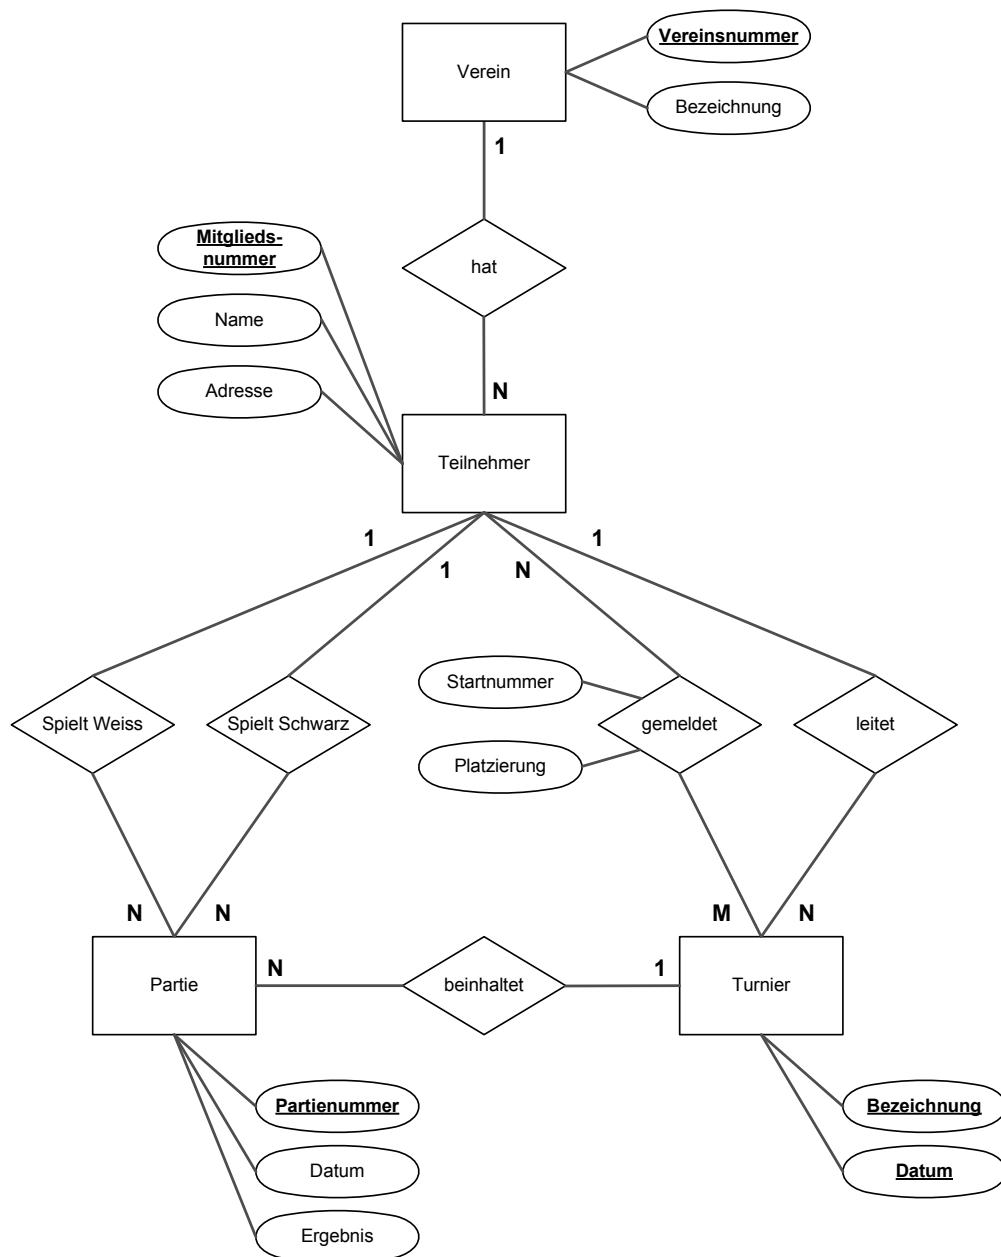 Vereinsnummer
Verein
Bezeichnung
1
Mitglieds-
nummer
hat
Name
Adresse
N
Teilnehmer
1
1
N
1
Startnummer
Spielt Weiss
Spielt Schwarz
gemeldet
leitet
Platzierung
N
N
M
N
Partie
N
beinhaltet
1
Turnier
Partienummer
Bezeichnung
Datum
Datum
Ergebnis